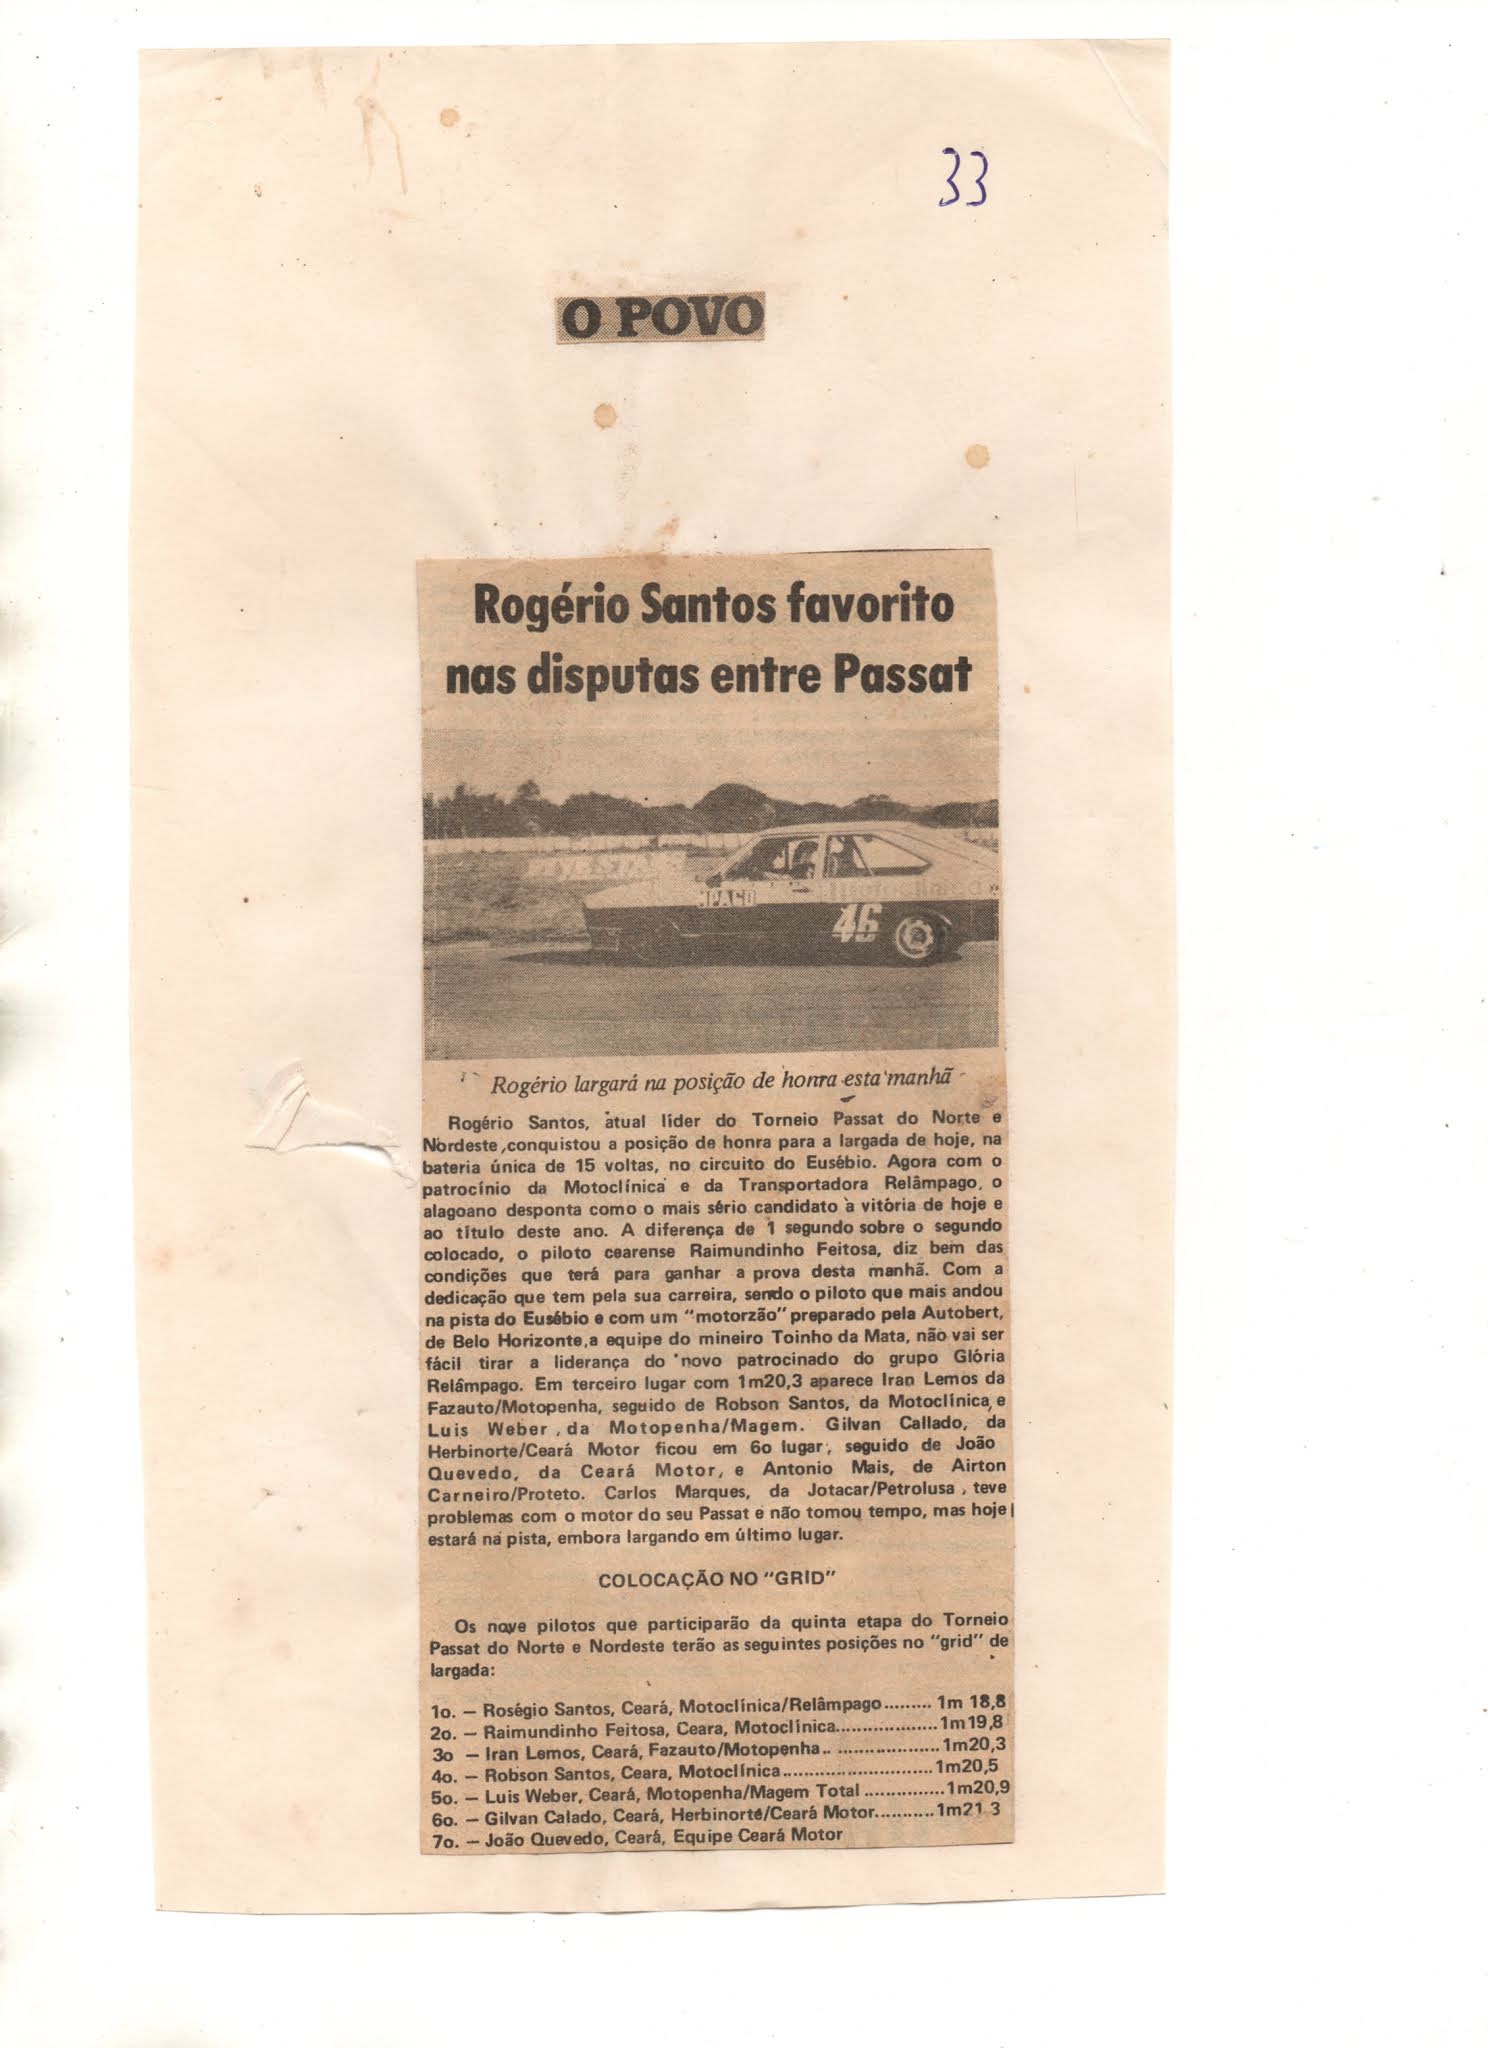 33
O POVO
Rogério Santos favorito
nas disputas entre Passat
MPAGO
46
Rogério largará na posição de honra esta manhã
Rogério Santos, atual líder do Torneio Passat do Norte e
Nordeste, conquistou a posição de honra para a largada de hoje, na
bateria única de 15 voltas, no circuito do Eusébio. Agora com o
patrocínio da Motoclínica e da Transportadora Relâmpago, o
alagoano desponta como o mais sério candidato à vitória de hoje e
ao título deste ano. A diferença de 1 segundo sobre o segundo
colocado, o piloto cearense Raimundinho Feitosa, diz bem das
condições que terá para ganhar a prova desta manhã. Com a
dedicação que tem pela sua carreira, sendo o piloto que mais andou
na pista do Eusébio e com um "motorzão" preparado pela Autobert,
de Belo Horizonte, a equipe do mineiro Toinho da Mata, não vai ser
fácil tirar a liderança do novo patrocinado do grupo Glória
Relâmpago. Em terceiro lugar com 1m20,3 aparece Iran Lemos da
Fazauto/Motopenha, seguido de Robson Santos, da Motoclínica, e
Luis Weber, da Motopenha/Magem. Gilvan Callado, da
Herbinorte/Ceará Motor ficou em 6o lugar, seguido de João
Quevedo, da Ceará Motor, e Antonio Mais, de Airton
Carneiro/Proteto. Carlos Marques, da Jotacar/Petrolusa, teve
problemas com o motor do seu Passat e não tomou tempo, mas hoje
estará na pista, embora largando em último lugar.
COLOCAÇÃO NO "GRID"
Os nove pilotos que participarão da quinta etapa do Torneio
Passat do Norte e Nordeste terão as seguintes posições no "grid" de
largada:
1o. — Roségio Santos, Ceará, Motoclínica/Relâmpago......... 1m 18,8
2o. — Raimundinho Feitosa, Ceara, Motoclínica...................1m19,8
3o — Iran Lemos, Ceará, Fazauto/Motopenha.. ...................1m20,3
4o. — Robson Santos, Ceara, Motoclínica............................1m20,5
5o. — Luis Weber, Ceará, Motopenha/Magem Total ...............1m20,9
6o. — Gilvan Calado, Ceará, Herbinorte/Ceará Motor...........1m21 3
7o. — João Quevedo, Ceará, Equipe Ceará Motor